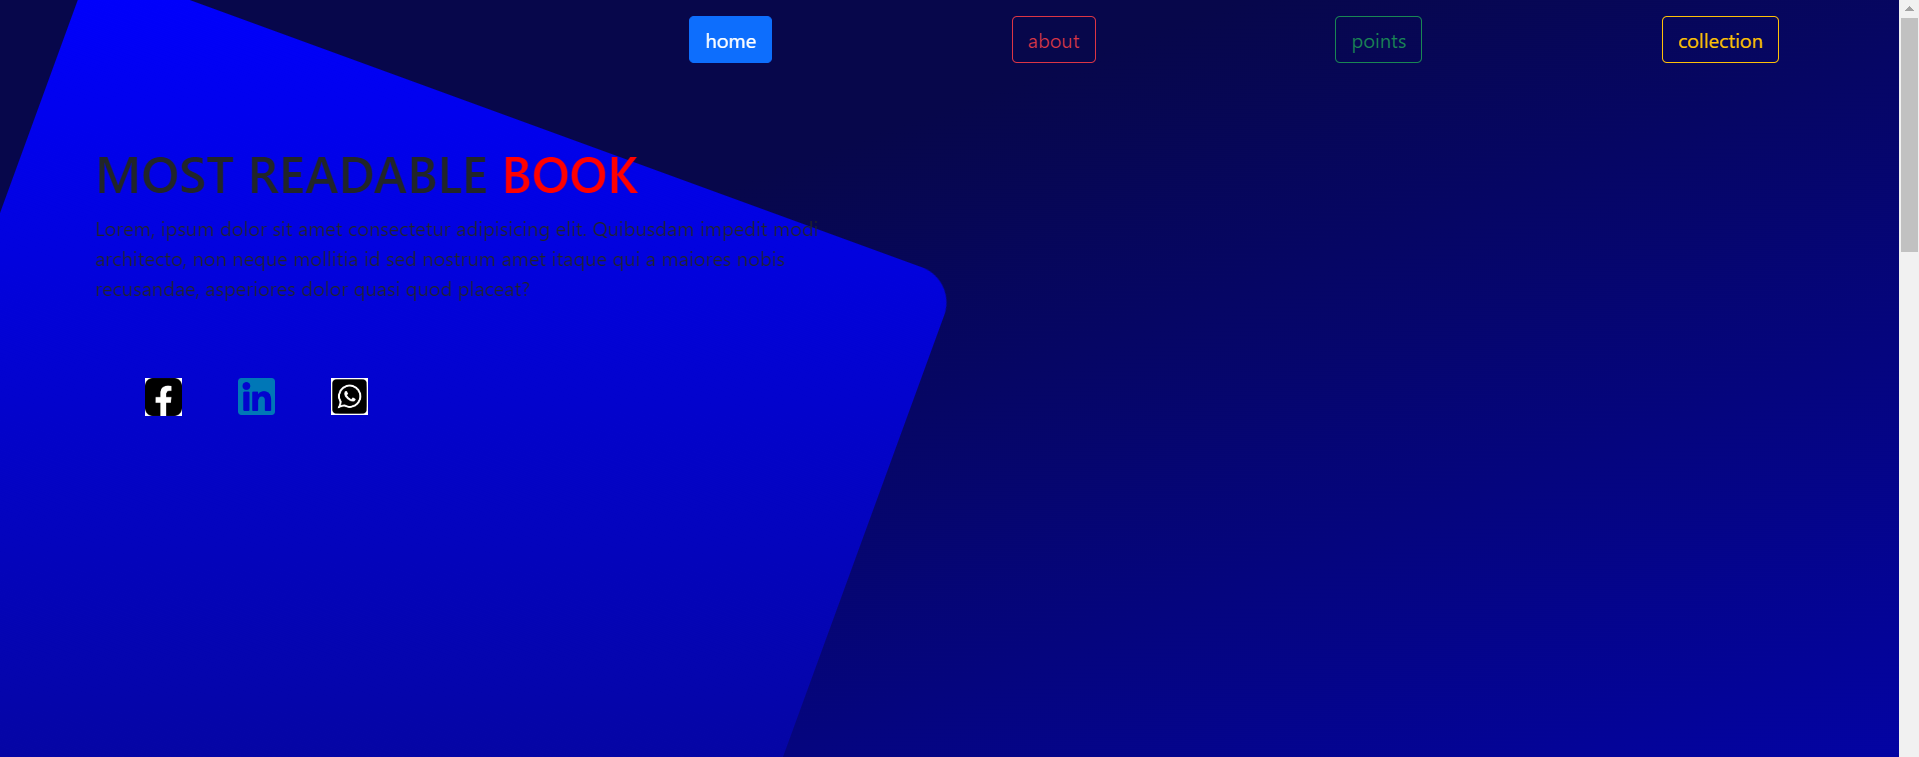 home
about
points
collection
MOST READABLE BOOK
Lorem, ipsum dolor sit amet consectetur adipisicing elit. Quibusdam impedit modi
architecto, non neque mollitia id sed nostrum amet itaque qui a maiores nobis
recusandae, asperiores dolor quasi quod placeat?